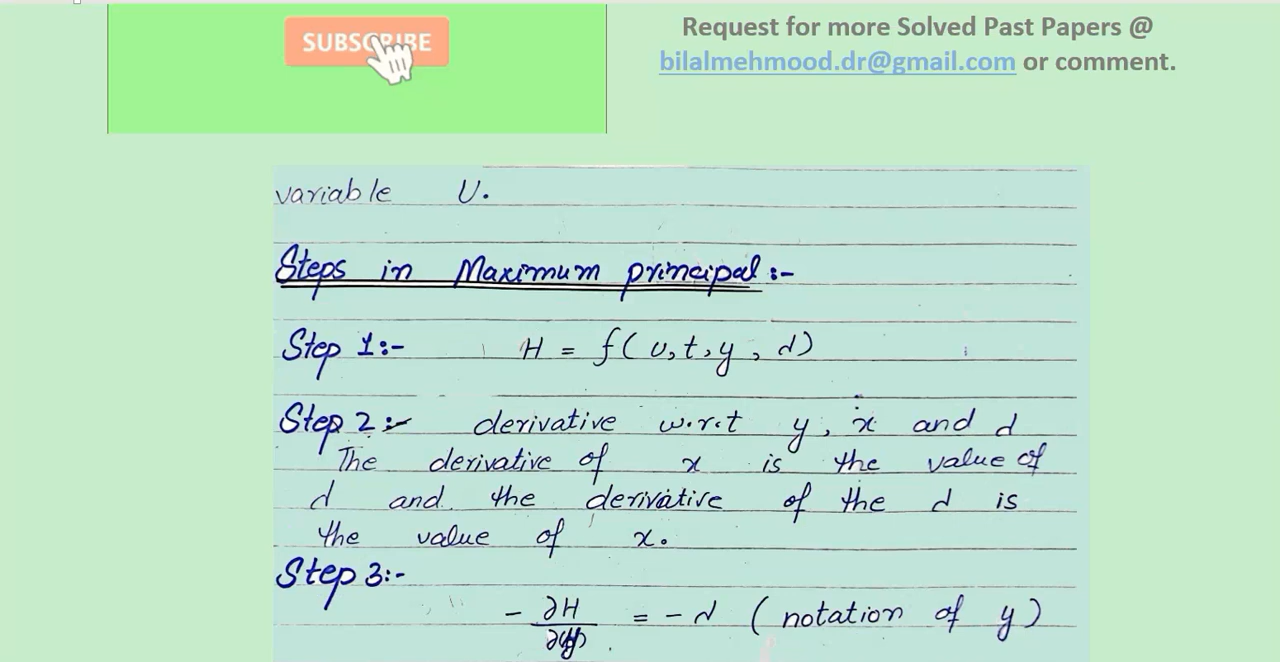 SUBSCRIBE
Request for more Solved Past Papers @
bilalmehmood.dr@gmail.com or comment.
variable U.
Steps in Maximum principal :-
Step 1:- H = f( u, t, y, d)
Step 2:- derivative w.r.t y, ẋ and d
The derivative of x is the value of
d and the derivative of the d is
the value of x.
Step 3:-
- ∂H = - d ( notation of y )